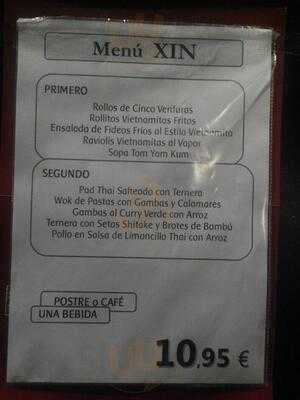 Menú XIN
PRIMERO
Rollos de Cinco Verduras
Rollitos Vietnamitas Fritos
Ensalada de Fideos Fríos al Estilo Vietnamita
Raviolis Vietnamitas al Vapor
Sopa Tom Yam Kum
SEGUNDO
Pad Thai Salteado con Ternera
Wok de Pastas con Gambas y Calamares
Gambas al Curry Verde con Arroz
Ternera con Setas Shitake y Brotes de Bambú
Pollo en Salsa de Limoncillo Thai con Arroz
POSTRE o CAFÉ
UNA BEBIDA
10,95 €